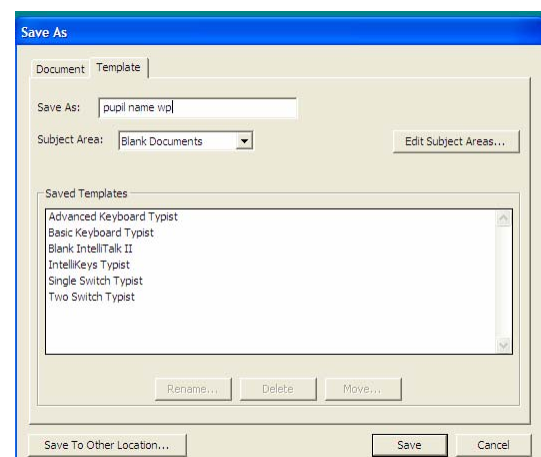 Save As
Document Template
Save As: pupil name wp
Subject Area: Blank Documents Edit Subject Areas...
Saved Templates
Advanced Keyboard Typist
Basic Keyboard Typist
Blank IntelliTalk II
IntelliKeys Typist
Single Switch Typist
Two Switch Typist
Rename... Delete Move...
Save To Other Location... Save Cancel